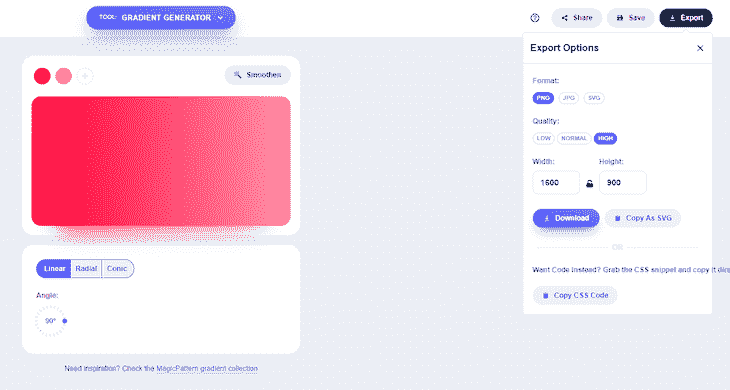 TOOL: GRADIENT GENERATOR
Share
Save
Export
Export Options
Smoothen
Format:
PNG JPG SVG
Quality:
LOW NORMAL HIGH
Width: Height:
1600 900
Download Copy As SVG
OR
Want Code Instead? Grab the CSS snippet and copy it dire
Copy CSS Code
Linear Radial Conic
Angle:
90°
Need inspiration? Check the MagicPattern gradient collection